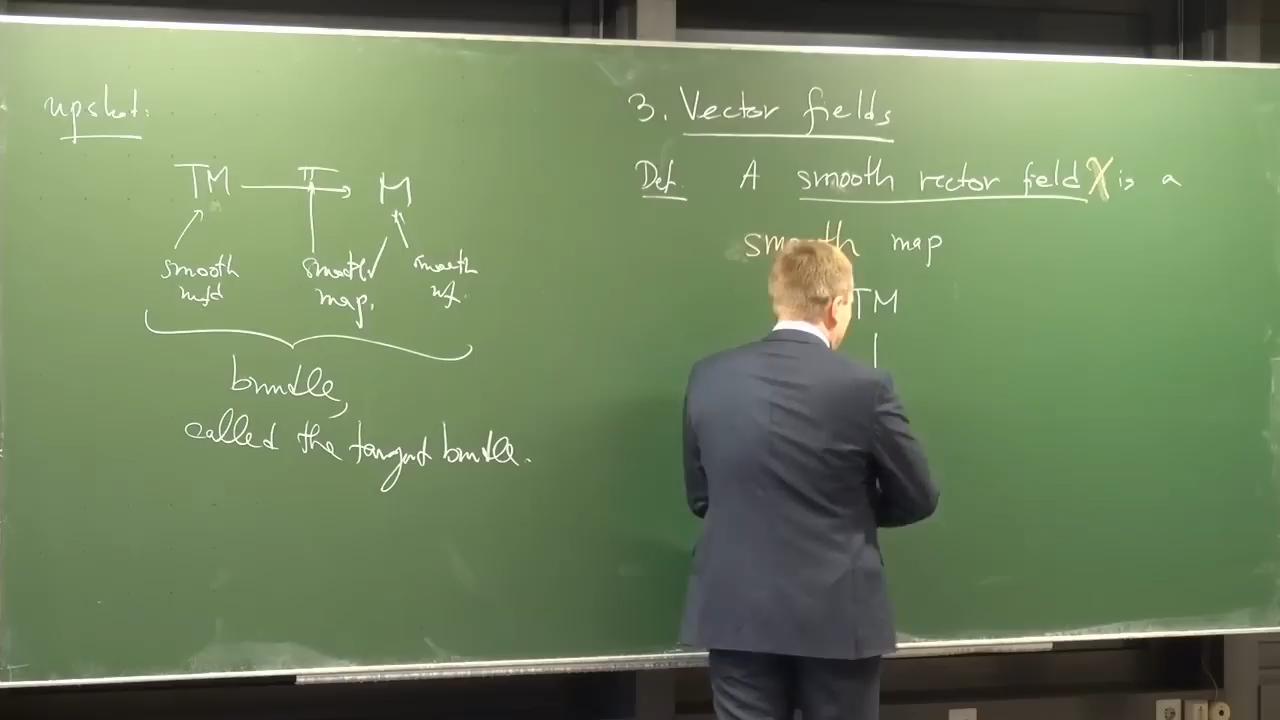 upshot:
TM π M
smooth smooth ✓ smooth
mfd map. mf.
bundle,
called the tangent bundle.
3. Vector fields
Def. A smooth vector field X is a
smooth map
TM